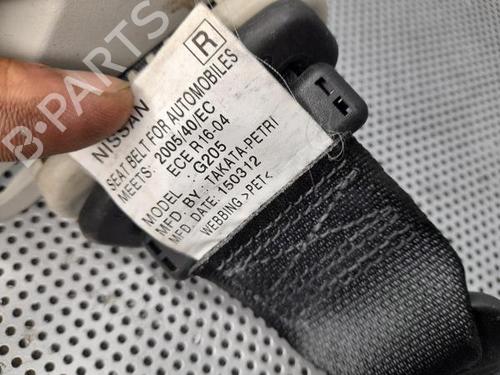 NISSAN
R
SEAT BELT FOR AUTOMOBILES
MEETS: 2005/40/EC
ECE R16-04
MODEL : G205
MFD. BY : TAKATA-PETRI
MFD. DATE: 150312
WEBBING >PET<
B-PARTS